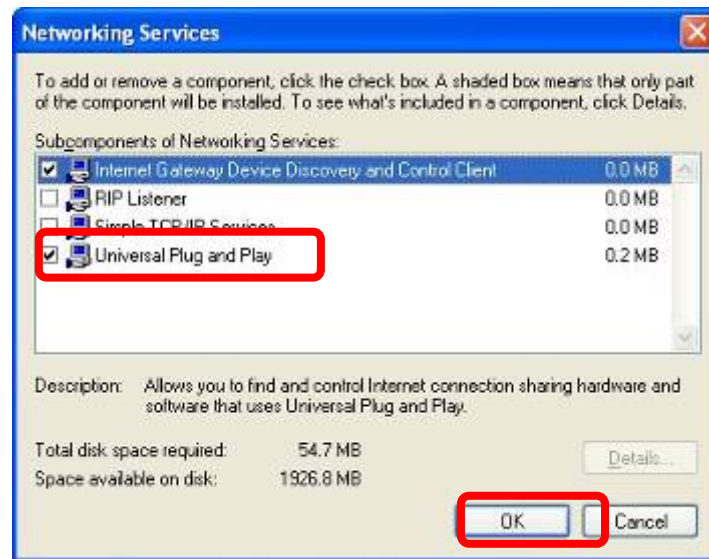 Networking Services
To add or remove a component, click the check box. A shaded box means that only part
of the component will be installed. To see what's included in a component, click Details.
Subcomponents of Networking Services:
Internet Gateway Device Discovery and Control Client 0.0 MB
RIP Listener 0.0 MB
Simple TCP/IP Services 0.0 MB
Universal Plug and Play 0.2 MB
Description: Allows you to find and control Internet connection sharing hardware and
software that uses Universal Plug and Play.
Total disk space required: 54.7 MB
Details...
Space available on disk: 1926.8 MB
OK Cancel